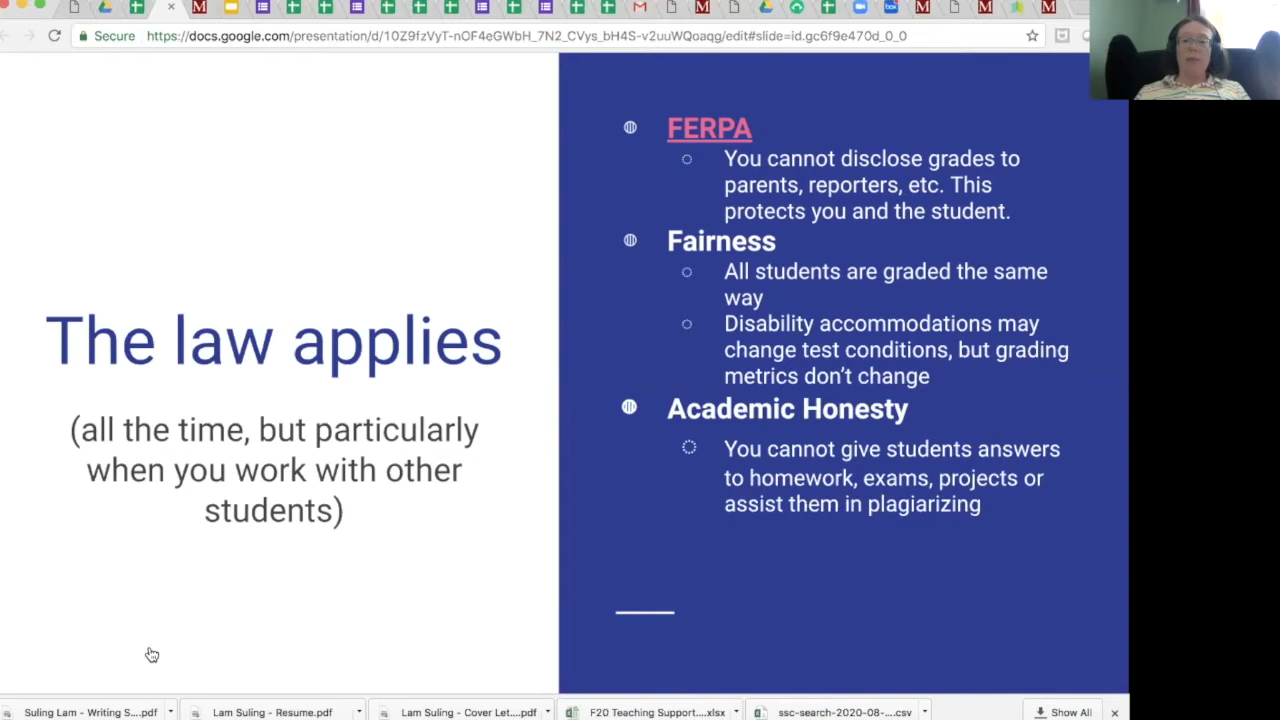 Secure
https://docs.google.com/presentation/d/10Z9fzVyT-nOF4eGWbH_7N2_CVys_bH4S-v2uuWQoaqg/edit#slide=id.gc6f9e470d_0_0
The law applies
(all the time, but particularly
when you work with other
students)
FERPA
You cannot disclose grades to
parents, reporters, etc. This
protects you and the student.
Fairness
All students are graded the same
way
Disability accommodations may
change test conditions, but grading
metrics don’t change
Academic Honesty
You cannot give students answers
to homework, exams, projects or
assist them in plagiarizing
Suling Lam - Writing S....pdf
Lam Suling - Resume.pdf
Lam Suling - Cover Let....pdf
F20 Teaching Support....xlsx
ssc-search-2020-08-....csv
Show All